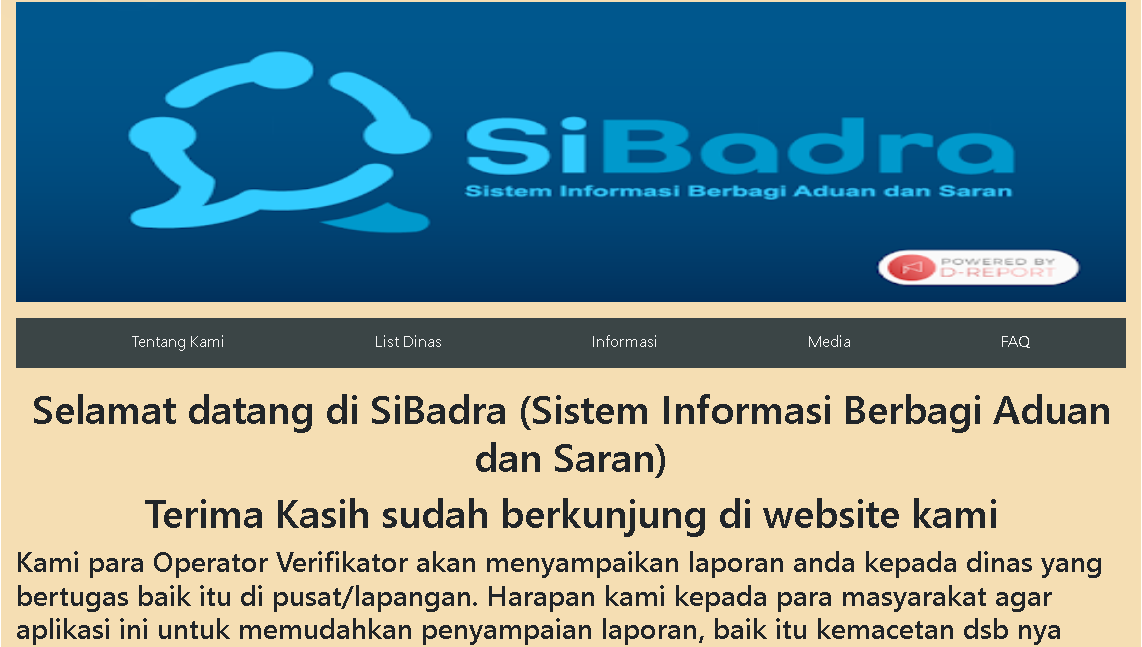 SiBadra
Sistem Informasi Berbagi Aduan dan Saran
POWERED BY
D-REPORT
Tentang Kami
List Dinas
Informasi
Media
FAQ
Selamat datang di SiBadra (Sistem Informasi Berbagi Aduan
dan Saran)
Terima Kasih sudah berkunjung di website kami
Kami para Operator Verifikator akan menyampaikan laporan anda kepada dinas yang
bertugas baik itu di pusat/lapangan. Harapan kami kepada para masyarakat agar
aplikasi ini untuk memudahkan penyampaian laporan, baik itu kemacetan dsb nya